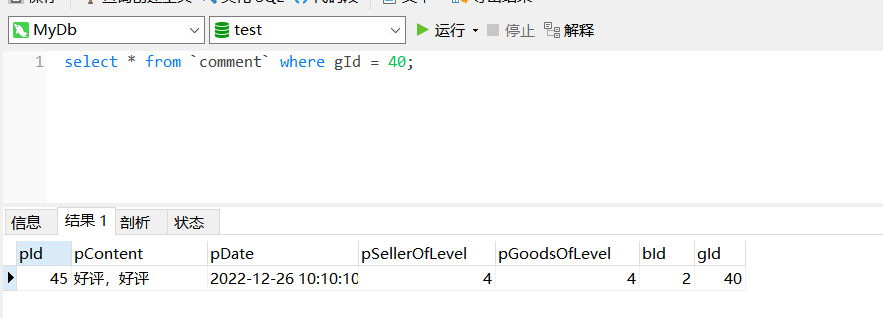 MyDb test 运行 停止 解释
1 select * from `comment` where gId = 40;
信息 结果 1 剖析 状态
pId pContent pDate pSellerOfLevel pGoodsOfLevel bId gId
45 好评，好评 2022-12-26 10:10:10 4 4 2 40